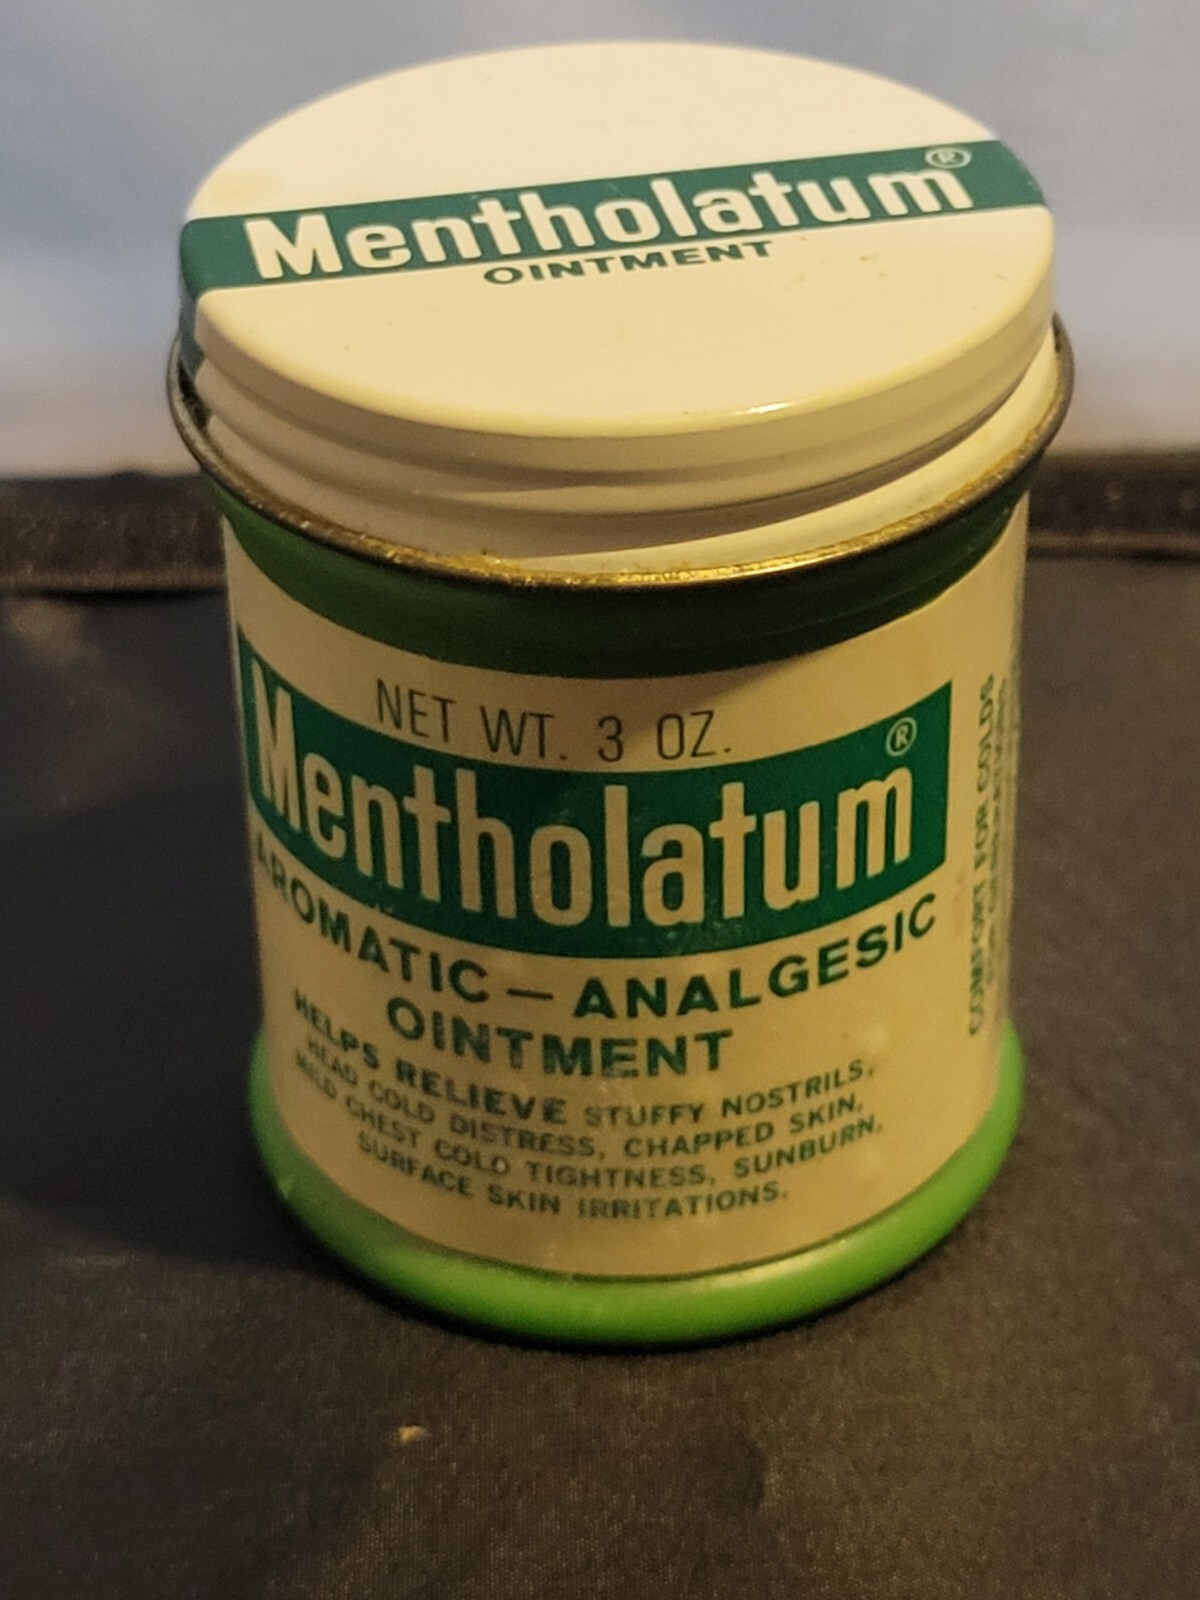 Mentholatum®
OINTMENT
NET WT. 3 OZ.
Mentholatum®
AROMATIC — ANALGESIC
OINTMENT
HELPS RELIEVE STUFFY NOSTRILS,
HEAD COLD DISTRESS, CHAPPED SKIN,
MILD CHEST COLD TIGHTNESS, SUNBURN,
SURFACE SKIN IRRITATIONS.
COMFORT FOR COLDS